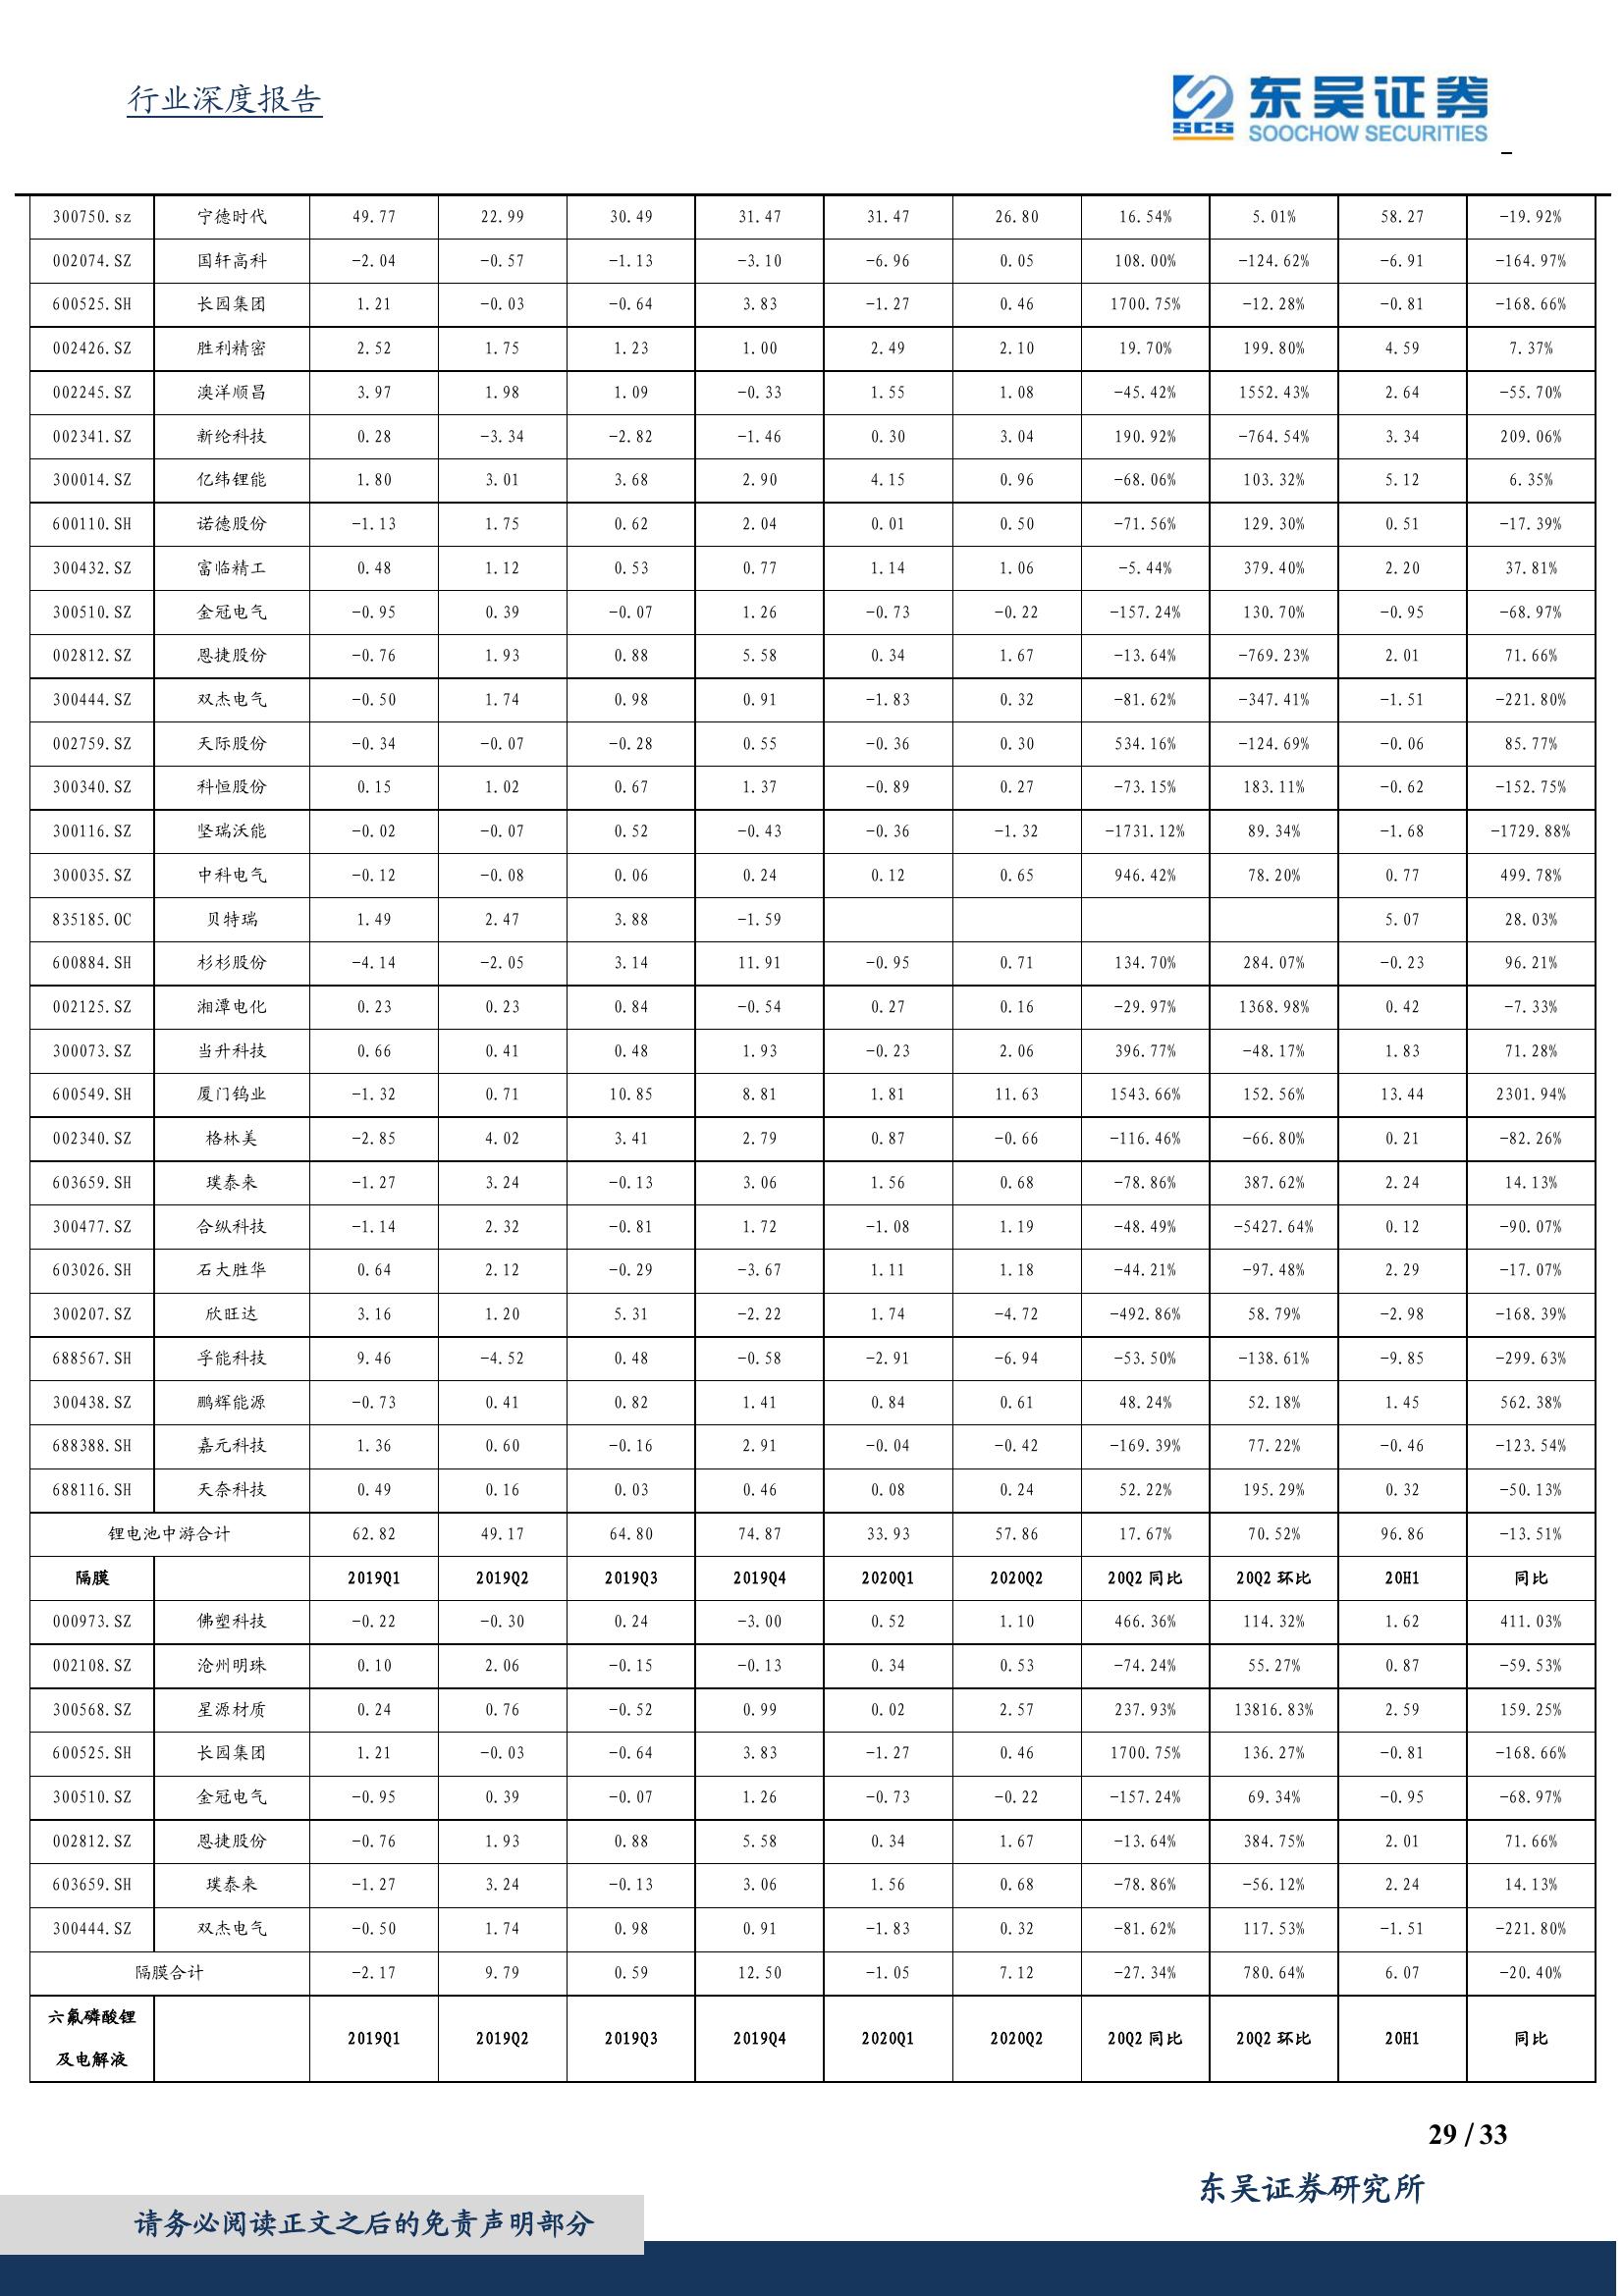 行业深度报告
东吴证券
SCS SOOCHOW SECURITIES
300750.sz 宁德时代 49.77 22.99 30.49 31.47 31.47 26.80 16.54% 5.01% 58.27 -19.92%
002074.SZ 国轩高科 -2.04 -0.57 -1.13 -3.10 -6.96 0.05 108.00% -124.62% -6.91 -164.97%
600525.SH 长园集团 1.21 -0.03 -0.64 3.83 -1.27 0.46 1700.75% -12.28% -0.81 -168.66%
002426.SZ 胜利精密 2.52 1.75 1.23 1.00 2.49 2.10 19.70% 199.80% 4.59 7.37%
002245.SZ 澳洋顺昌 3.97 1.98 1.09 -0.33 1.55 1.08 -45.42% 1552.43% 2.64 -55.70%
002341.SZ 新纶科技 0.28 -3.34 -2.82 -1.46 0.30 3.04 190.92% -764.54% 3.34 209.06%
300014.SZ 亿纬锂能 1.80 3.01 3.68 2.90 4.15 0.96 -68.06% 103.32% 5.12 6.35%
600110.SH 诺德股份 -1.13 1.75 0.62 2.04 0.01 0.50 -71.56% 129.30% 0.51 -17.39%
300432.SZ 富临精工 0.48 1.12 0.53 0.77 1.14 1.06 -5.44% 379.40% 2.20 37.81%
300510.SZ 金冠电气 -0.95 0.39 -0.07 1.26 -0.73 -0.22 -157.24% 130.70% -0.95 -68.97%
002812.SZ 恩捷股份 -0.76 1.93 0.88 5.58 0.34 1.67 -13.64% -769.23% 2.01 71.66%
300444.SZ 双杰电气 -0.50 1.74 0.98 0.91 -1.83 0.32 -81.62% -347.41% -1.51 -221.80%
002759.SZ 天际股份 -0.34 -0.07 -0.28 0.55 -0.36 0.30 534.16% -124.69% -0.06 85.77%
300340.SZ 科恒股份 0.15 1.02 0.67 1.37 -0.89 0.27 -73.15% 183.11% -0.62 -152.75%
300116.SZ 坚瑞沃能 -0.02 -0.07 0.52 -0.43 -0.36 -1.32 -1731.12% 89.34% -1.68 -1729.88%
300035.SZ 中科电气 -0.12 -0.08 0.06 0.24 0.12 0.65 946.42% 78.20% 0.77 499.78%
835185.OC 贝特瑞 1.49 2.47 3.88 -1.59 5.07 28.03%
600884.SH 杉杉股份 -4.14 -2.05 3.14 11.91 -0.95 0.71 134.70% 284.07% -0.23 96.21%
002125.SZ 湘潭电化 0.23 0.23 0.84 -0.54 0.27 0.16 -29.97% 1368.98% 0.42 -7.33%
300073.SZ 当升科技 0.66 0.41 0.48 1.93 -0.23 2.06 396.77% -48.17% 1.83 71.28%
600549.SH 厦门钨业 -1.32 0.71 10.85 8.81 1.81 11.63 1543.66% 152.56% 13.44 2301.94%
002340.SZ 格林美 -2.85 4.02 3.41 2.79 0.87 -0.66 -116.46% -66.80% 0.21 -82.26%
603659.SH 璞泰来 -1.27 3.24 -0.13 3.06 1.56 0.68 -78.86% 387.62% 2.24 14.13%
300477.SZ 合纵科技 -1.14 2.32 -0.81 1.72 -1.08 1.19 -48.49% -5427.64% 0.12 -90.07%
603026.SH 石大胜华 0.64 2.12 -0.29 -3.67 1.11 1.18 -44.21% -97.48% 2.29 -17.07%
300207.SZ 欣旺达 3.16 1.20 5.31 -2.22 1.74 -4.72 -492.86% 58.79% -2.98 -168.39%
688567.SH 孚能科技 9.46 -4.52 0.48 -0.58 -2.91 -6.94 -53.50% -138.61% -9.85 -299.63%
300438.SZ 鹏辉能源 -0.73 0.41 0.82 1.41 0.84 0.61 48.24% 52.18% 1.45 562.38%
688388.SH 嘉元科技 1.36 0.60 -0.16 2.91 -0.04 -0.42 -169.39% 77.22% -0.46 -123.54%
688116.SH 天奈科技 0.49 0.16 0.03 0.46 0.08 0.24 52.22% 195.29% 0.32 -50.13%
锂电池中游合计 62.82 49.17 64.80 74.87 33.93 57.86 17.67% 70.52% 96.86 -13.51%
隔膜 2019Q1 2019Q2 2019Q3 2019Q4 2020Q1 2020Q2 20Q2 同比 20Q2 环比 20H1 同比
000973.SZ 佛塑科技 -0.22 -0.30 0.24 -3.00 0.52 1.10 466.36% 114.32% 1.62 411.03%
002108.SZ 沧州明珠 0.10 2.06 -0.15 -0.13 0.34 0.53 -74.24% 55.27% 0.87 -59.53%
300568.SZ 星源材质 0.24 0.76 -0.52 0.99 0.02 2.57 237.93% 13816.83% 2.59 159.25%
600525.SH 长园集团 1.21 -0.03 -0.64 3.83 -1.27 0.46 1700.75% 136.27% -0.81 -168.66%
300510.SZ 金冠电气 -0.95 0.39 -0.07 1.26 -0.73 -0.22 -157.24% 69.34% -0.95 -68.97%
002812.SZ 恩捷股份 -0.76 1.93 0.88 5.58 0.34 1.67 -13.64% 384.75% 2.01 71.66%
603659.SH 璞泰来 -1.27 3.24 -0.13 3.06 1.56 0.68 -78.86% -56.12% 2.24 14.13%
300444.SZ 双杰电气 -0.50 1.74 0.98 0.91 -1.83 0.32 -81.62% 117.53% -1.51 -221.80%
隔膜合计 -2.17 9.79 0.59 12.50 -1.05 7.12 -27.34% 780.64% 6.07 -20.40%
六氟磷酸锂
及电解液 2019Q1 2019Q2 2019Q3 2019Q4 2020Q1 2020Q2 20Q2 同比 20Q2 环比 20H1 同比
29 / 33
东吴证券研究所
请务必阅读正文之后的免责声明部分